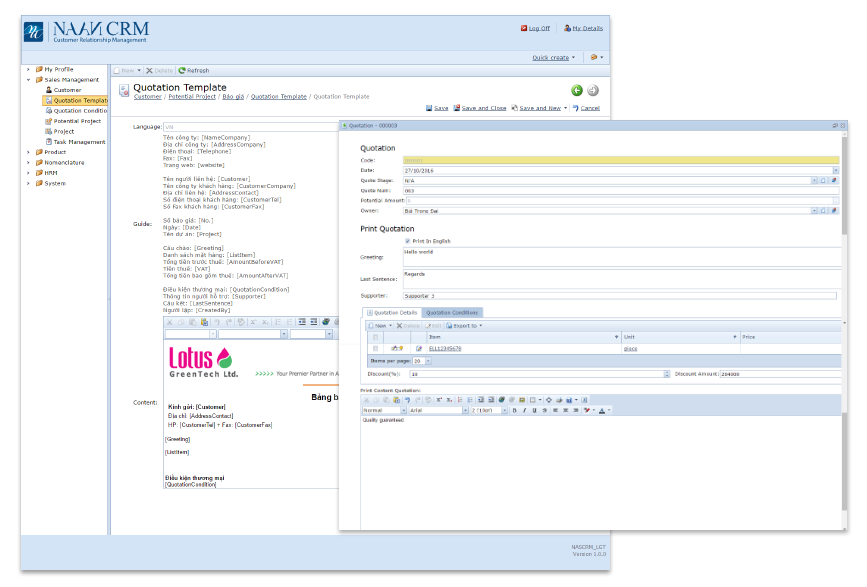 NAAN CRM
Customer Relationship Management
Log Off
My Details
Quick create
My Profile
Sales Management
Customer
Quotation Template
Quotation Conditio
Potential Project
Project
Task Management
Product
Nomenclature
HRM
System
New
Delete
Refresh
Quotation Template
Customer / Potential Project / Báo giá / Quotation Template / Quotation Template
Save
Save and Close
Save and New
Cancel
Language: VN
Guide:
Tên công ty: [NameCompany]
Địa chỉ công ty: [AddressCompany]
Điện thoại: [Telephone]
Fax: [Fax]
Trang web: [website]
Tên người liên hệ: [Customer]
Tên công ty khách hàng: [CustomerCompany]
Địa chỉ liên hệ: [AddressContact]
Số điện thoại khách hàng: [CustomerTel]
Số Fax khách hàng: [CustomerFax]
Số báo giá: [No.]
Ngày: [Date]
Tên dự án: [Project]
Câu chào: [Greeting]
Danh sách mặt hàng: [ListItem]
Tổng tiền trước thuế: [AmountBeforeVAT]
Tiền thuế: [VAT]
Tổng tiền bao gồm thuế: [AmountAfterVAT]
Điều kiện thương mại: [QuotationCondition]
Thông tin người hỗ trợ: [Supporter]
Câu kết: [LastSentence]
Người lập: [CreatedBy]
Content:
Lotus
GreenTech Ltd.
>>>>> Your Premier Partner in A
Bảng b
Kính gởi: [Customer]
Địa chỉ: [AddressContact]
HP: [CustomerTel] - Fax: [CustomerFax]
[Greeting]
[ListItem]
Điều kiện thương mại
[QuotationCondition]
Quotation - 000003
Quotation
Code:
Date: 27/10/2016
Quote Stage: N/A
Quote Num: 003
Potential Amount: 0
Owner: Bùi Trọng Đại
Print Quotation
Print In English
Greeting: Hello world
Last Sentence: Regards
Supporter: Supporter 3
Quotation Details
Quotation Conditions
New
Delete
Edit
Export to
Item
Unit
Price
ELL12345678
piece
Items per page: 20
Discount(%): 10
Discount Amount: 264000
Print Content Quotation:
Normal
Arial
2 (10pt)
Quality guaranteed
NASCRM_LGT
Version 1.0.0